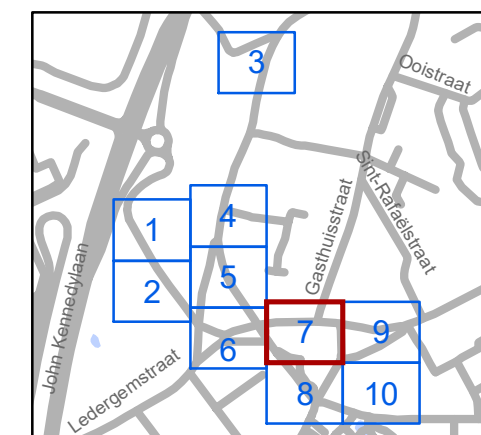 3
Ooistraat
Sint-Rafaëlstraat
Gasthuisstraat
1
4
2
5
John Kennedylaan
6
7
9
Ledergemstraat
8
10